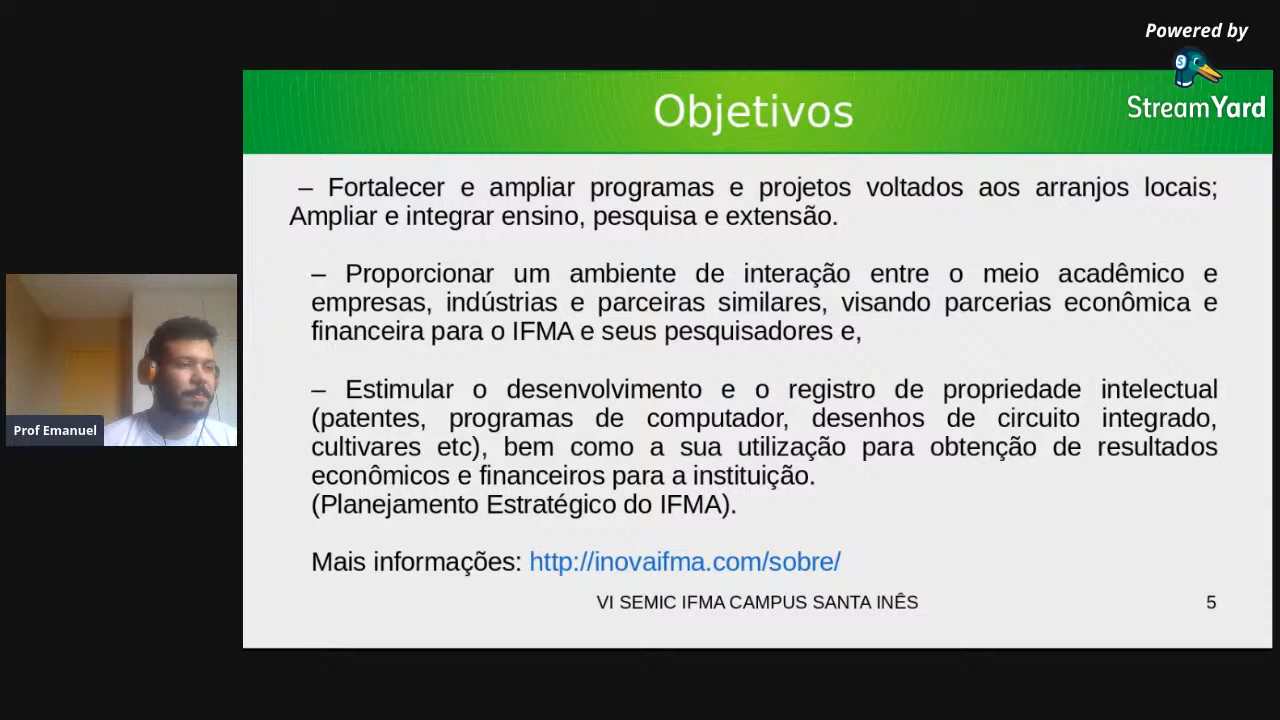 Powered by
StreamYard
Objetivos
– Fortalecer e ampliar programas e projetos voltados aos arranjos locais;
Ampliar e integrar ensino, pesquisa e extensão.
– Proporcionar um ambiente de interação entre o meio acadêmico e
empresas, indústrias e parceiras similares, visando parcerias econômica e
financeira para o IFMA e seus pesquisadores e,
– Estimular o desenvolvimento e o registro de propriedade intelectual
(patentes, programas de computador, desenhos de circuito integrado,
cultivares etc), bem como a sua utilização para obtenção de resultados
econômicos e financeiros para a instituição.
(Planejamento Estratégico do IFMA).
Mais informações: http://inovaifma.com/sobre/
VI SEMIC IFMA CAMPUS SANTA INÊS
5
Prof Emanuel